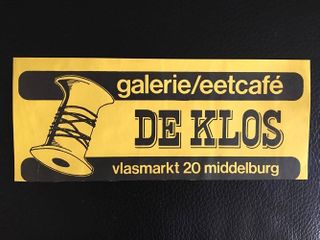 galerie/eetcafé
DE KLOS
vlasmarkt 20 middelburg